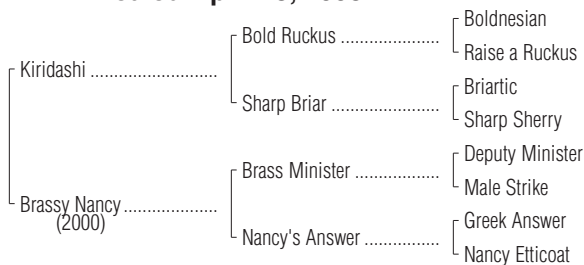 Boldnesian
Bold Ruckus ....................
Raise a Ruckus
Kiridashi ..........................
Briartic
Sharp Briar ......................
Sharp Sherry
Deputy Minister
Brass Minister .................
Male Strike
Brassy Nancy ...................
(2000)
Greek Answer
Nancy's Answer ...............
Nancy Etticoat